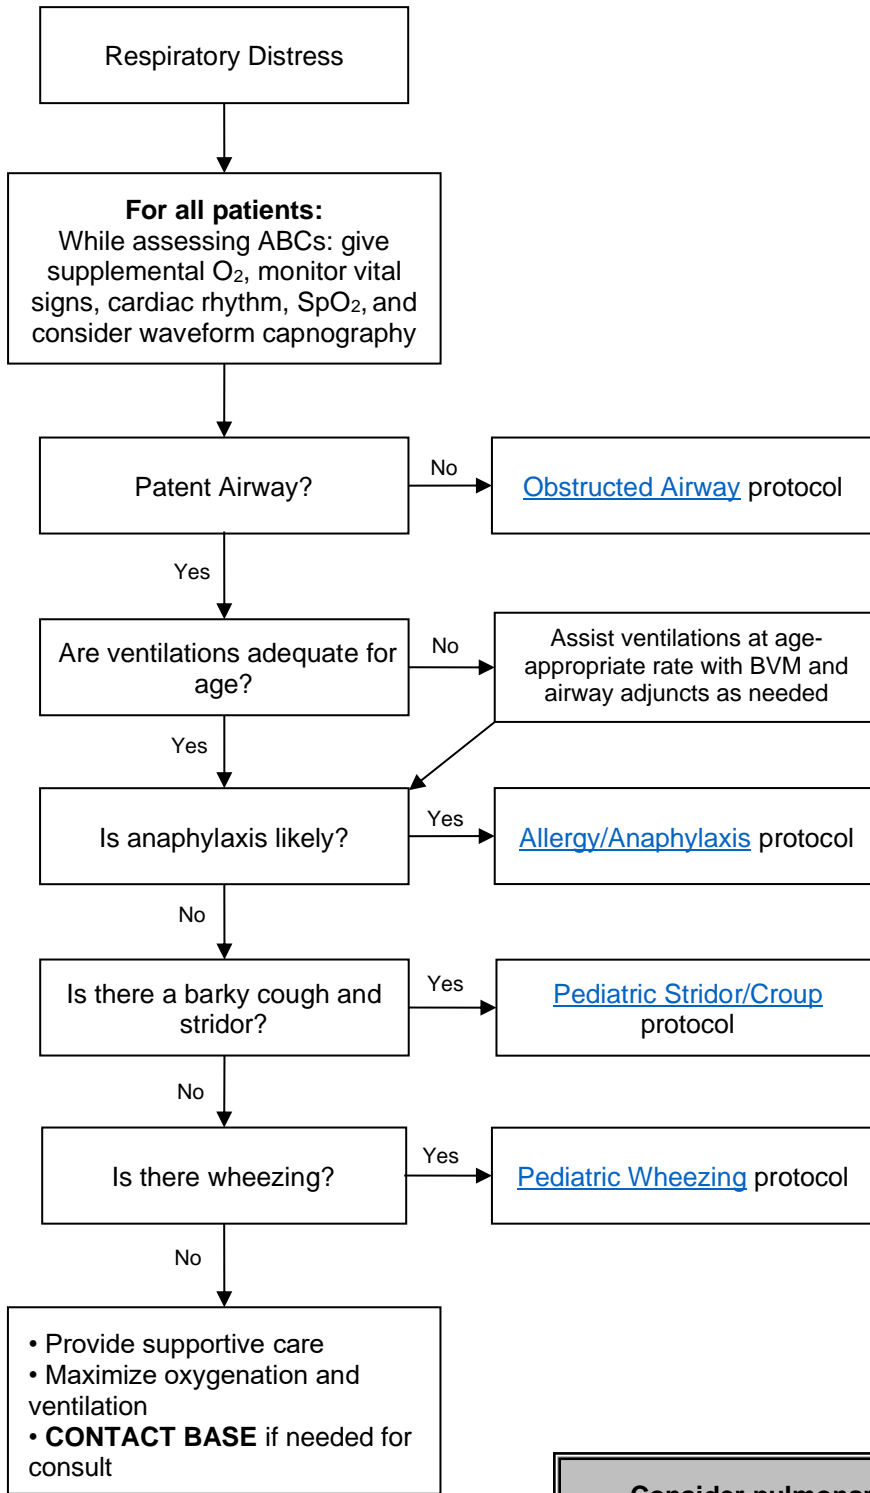 Respiratory Distress
For all patients:
While assessing ABCs: give
supplemental O₂, monitor vital
signs, cardiac rhythm, SpO₂, and
consider waveform capnography
Patent Airway?
No
Obstructed Airway protocol
Yes
Are ventilations adequate for
age?
No
Assist ventilations at age-
appropriate rate with BVM and
airway adjuncts as needed
Yes
Is anaphylaxis likely?
Yes
Allergy/Anaphylaxis protocol
No
Is there a barky cough and
stridor?
Yes
Pediatric Stridor/Croup
protocol
No
Is there wheezing?
Yes
Pediatric Wheezing protocol
No
• Provide supportive care
• Maximize oxygenation and
ventilation
• CONTACT BASE if needed for
consult
Consider